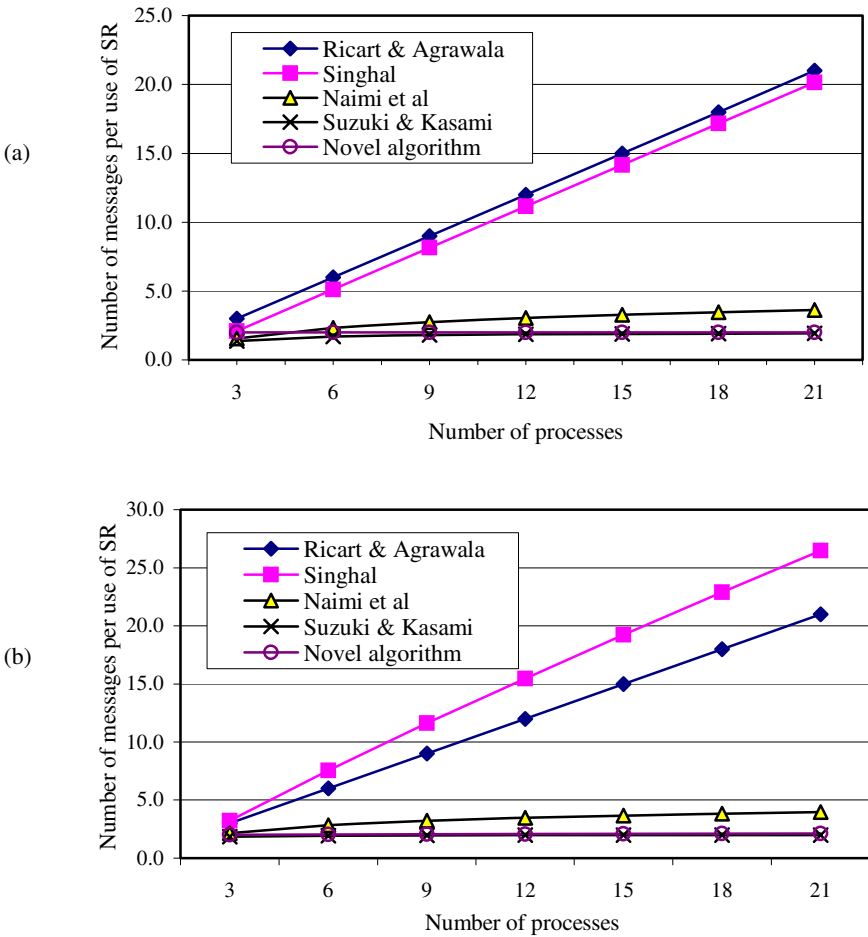 (a)
Number of messages per use of SR
25.0
20.0
15.0
10.0
5.0
0.0
Ricart & Agrawala
Singhal
Naimi et al
Suzuki & Kasami
Novel algorithm
3 6 9 12 15 18 21
Number of processes
(b)
Number of messages per use of SR
30.0
25.0
20.0
15.0
10.0
5.0
0.0
Ricart & Agrawala
Singhal
Naimi et al
Suzuki & Kasami
Novel algorithm
3 6 9 12 15 18 21
Number of processes